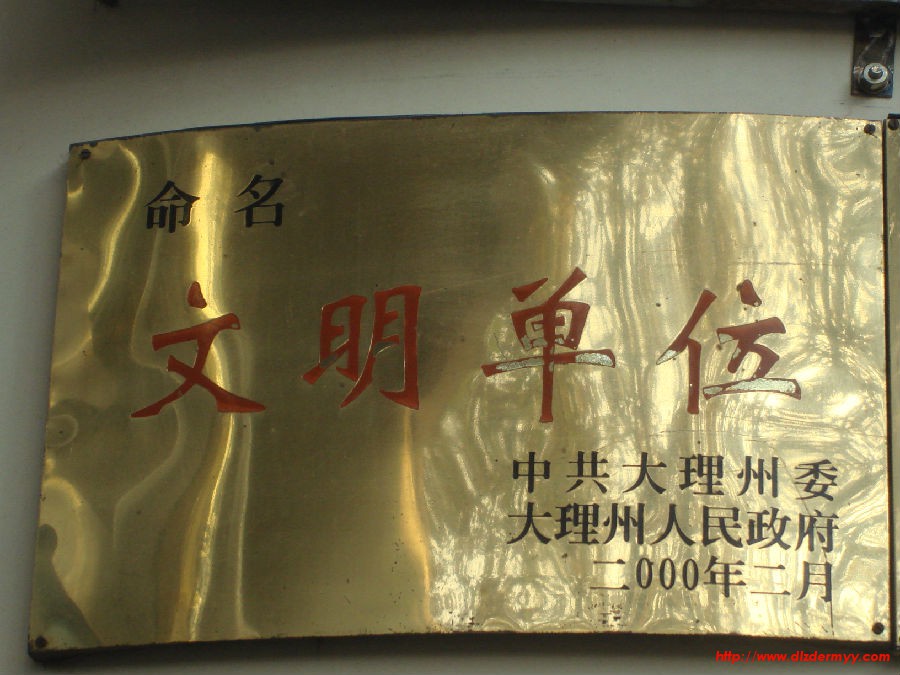 命名
文明单位
中共大理州委
大理州人民政府
二000年二月
http://www.dlzdermyy.com